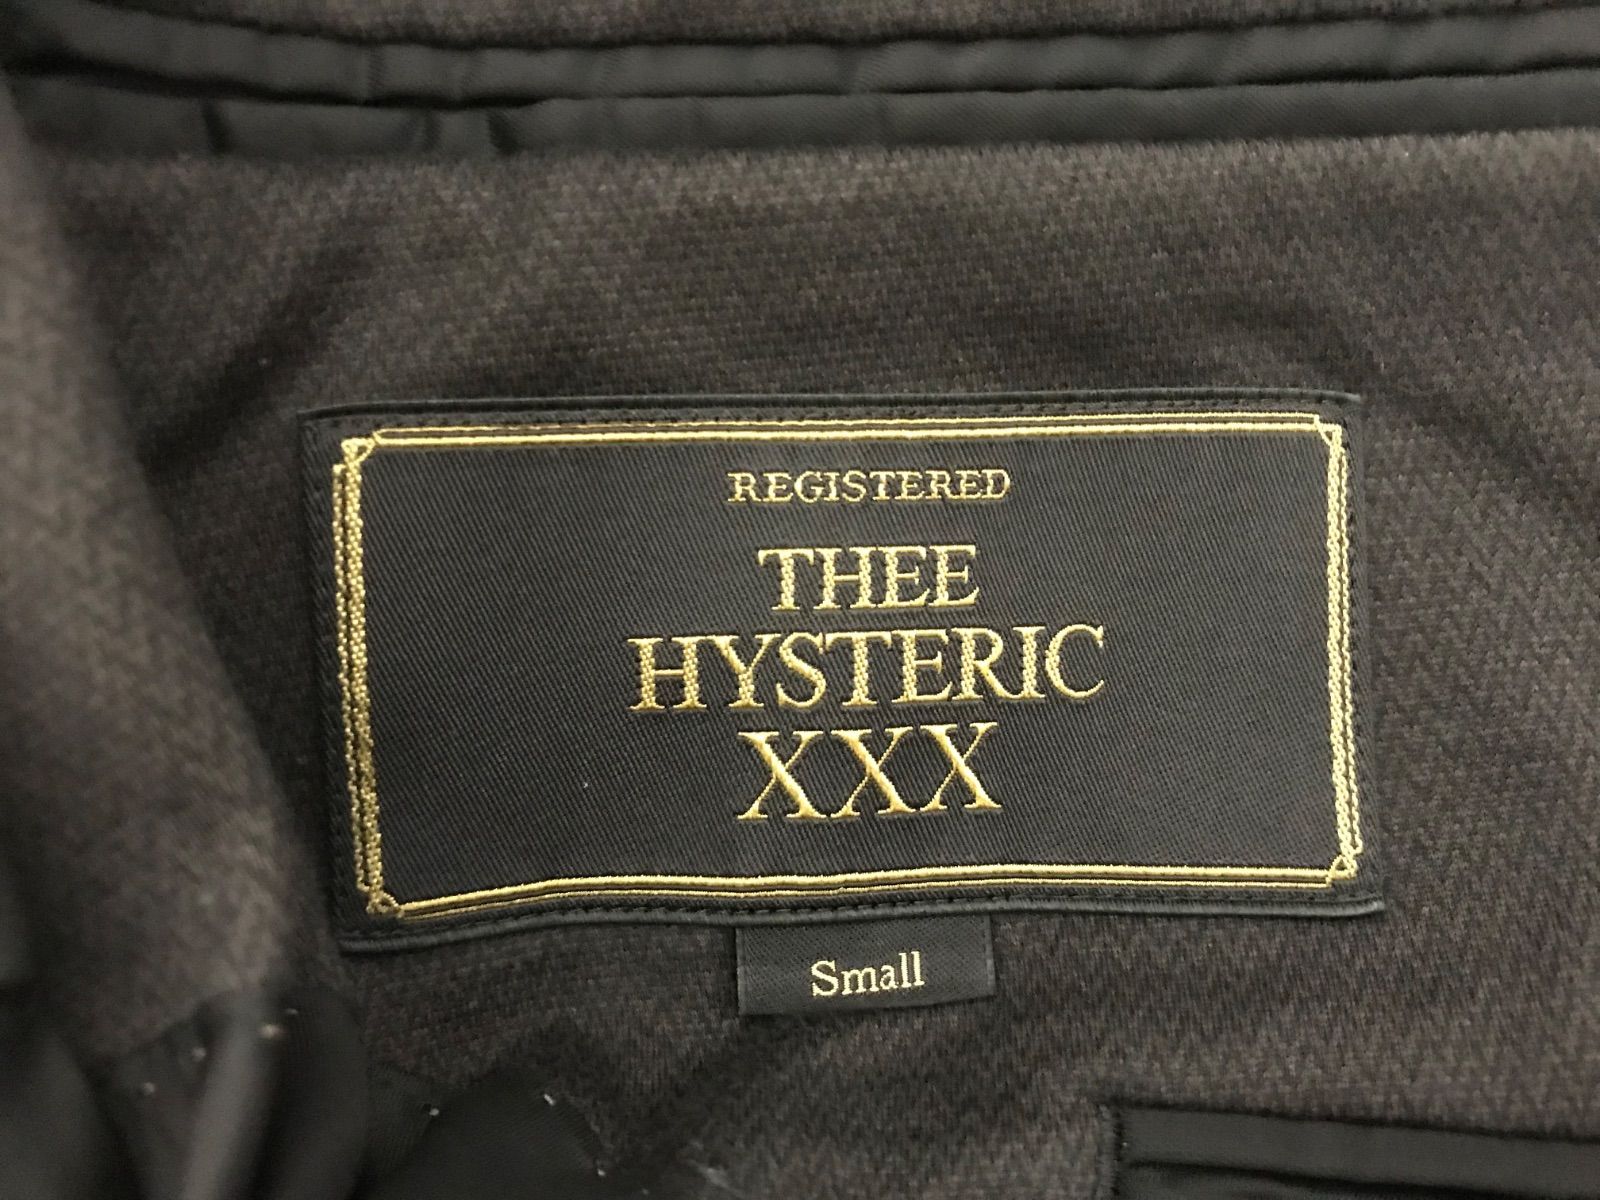 REGISTERED
THEE
HYSTERIC
XXX
Small